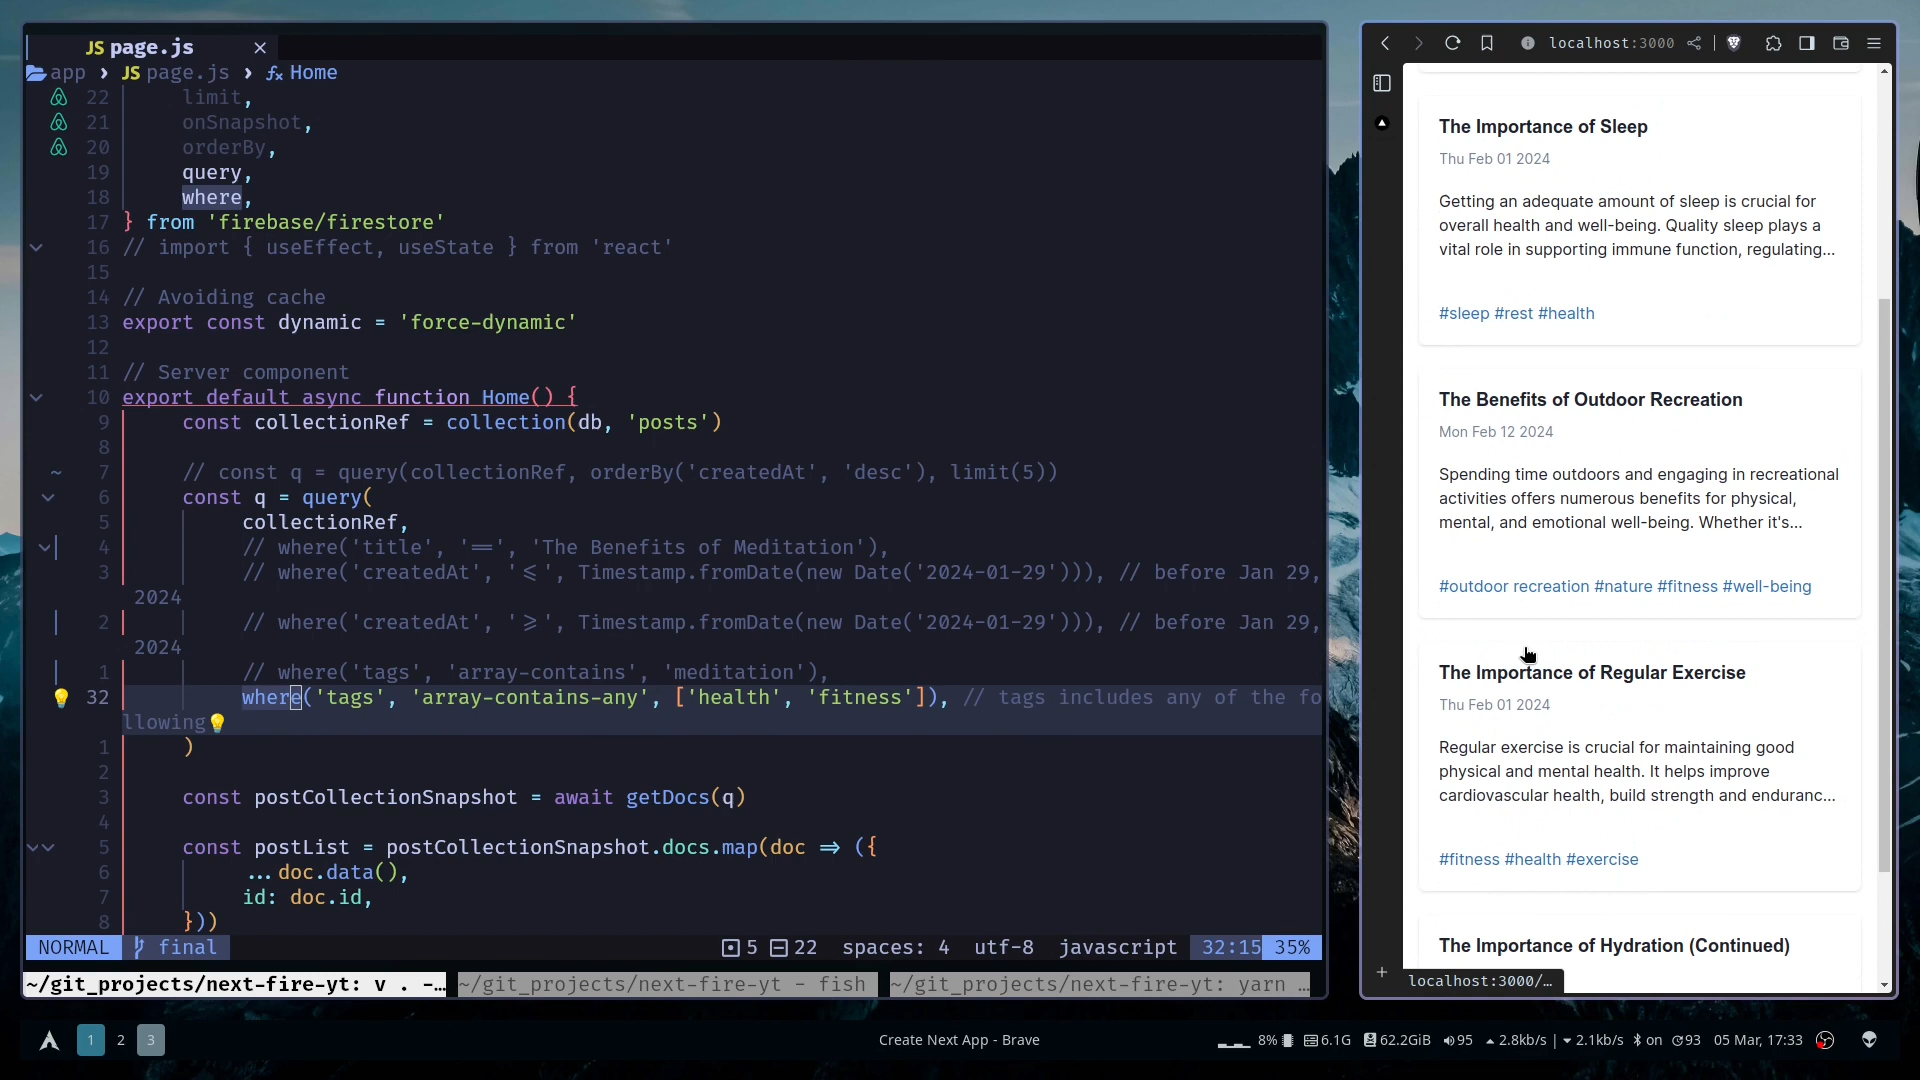 JS page.js ×
app › JS page.js › fx Home
22 limit,
21 onSnapshot,
20 orderBy,
19 query,
18 where,
17 } from 'firebase/firestore'
16 // import { useEffect, useState } from 'react'
15
14 // Avoiding cache
13 export const dynamic = 'force-dynamic'
12
11 // Server component
10 export default async function Home() {
9 const collectionRef = collection(db, 'posts')
8
~ 7 // const q = query(collectionRef, orderBy('createdAt', 'desc'), limit(5))
6 const q = query(
5 collectionRef,
4 // where('title', '==', 'The Benefits of Meditation'),
3 // where('createdAt', '<=', Timestamp.fromDate(new Date('2024-01-29'))), // before Jan 29,
2024
2 // where('createdAt', '>=', Timestamp.fromDate(new Date('2024-01-29'))), // before Jan 29,
2024
1 // where('tags', 'array-contains', 'meditation'),
32 where('tags', 'array-contains-any', ['health', 'fitness']), // tags includes any of the fo
llowing
1 )
2
3 const postCollectionSnapshot = await getDocs(q)
4
5 const postList = postCollectionSnapshot.docs.map(doc => ({
6 ...doc.data(),
7 id: doc.id,
8 }))
NORMAL final 5 22 spaces: 4 utf-8 javascript 32:15 35%
~/git_projects/next-fire-yt: v . -… ~/git_projects/next-fire-yt - fish ~/git_projects/next-fire-yt: yarn …
localhost:3000
The Importance of Sleep
Thu Feb 01 2024
Getting an adequate amount of sleep is crucial for
overall health and well-being. Quality sleep plays a
vital role in supporting immune function, regulating...
#sleep #rest #health
The Benefits of Outdoor Recreation
Mon Feb 12 2024
Spending time outdoors and engaging in recreational
activities offers numerous benefits for physical,
mental, and emotional well-being. Whether it's...
#outdoor recreation #nature #fitness #well-being
The Importance of Regular Exercise
Thu Feb 01 2024
Regular exercise is crucial for maintaining good
physical and mental health. It helps improve
cardiovascular health, build strength and enduranc...
#fitness #health #exercise
The Importance of Hydration (Continued)
localhost:3000/…
1 2 3 Create Next App - Brave 8% 6.1G 62.2GiB 95 2.8kb/s | 2.1kb/s on 93 05 Mar, 17:33